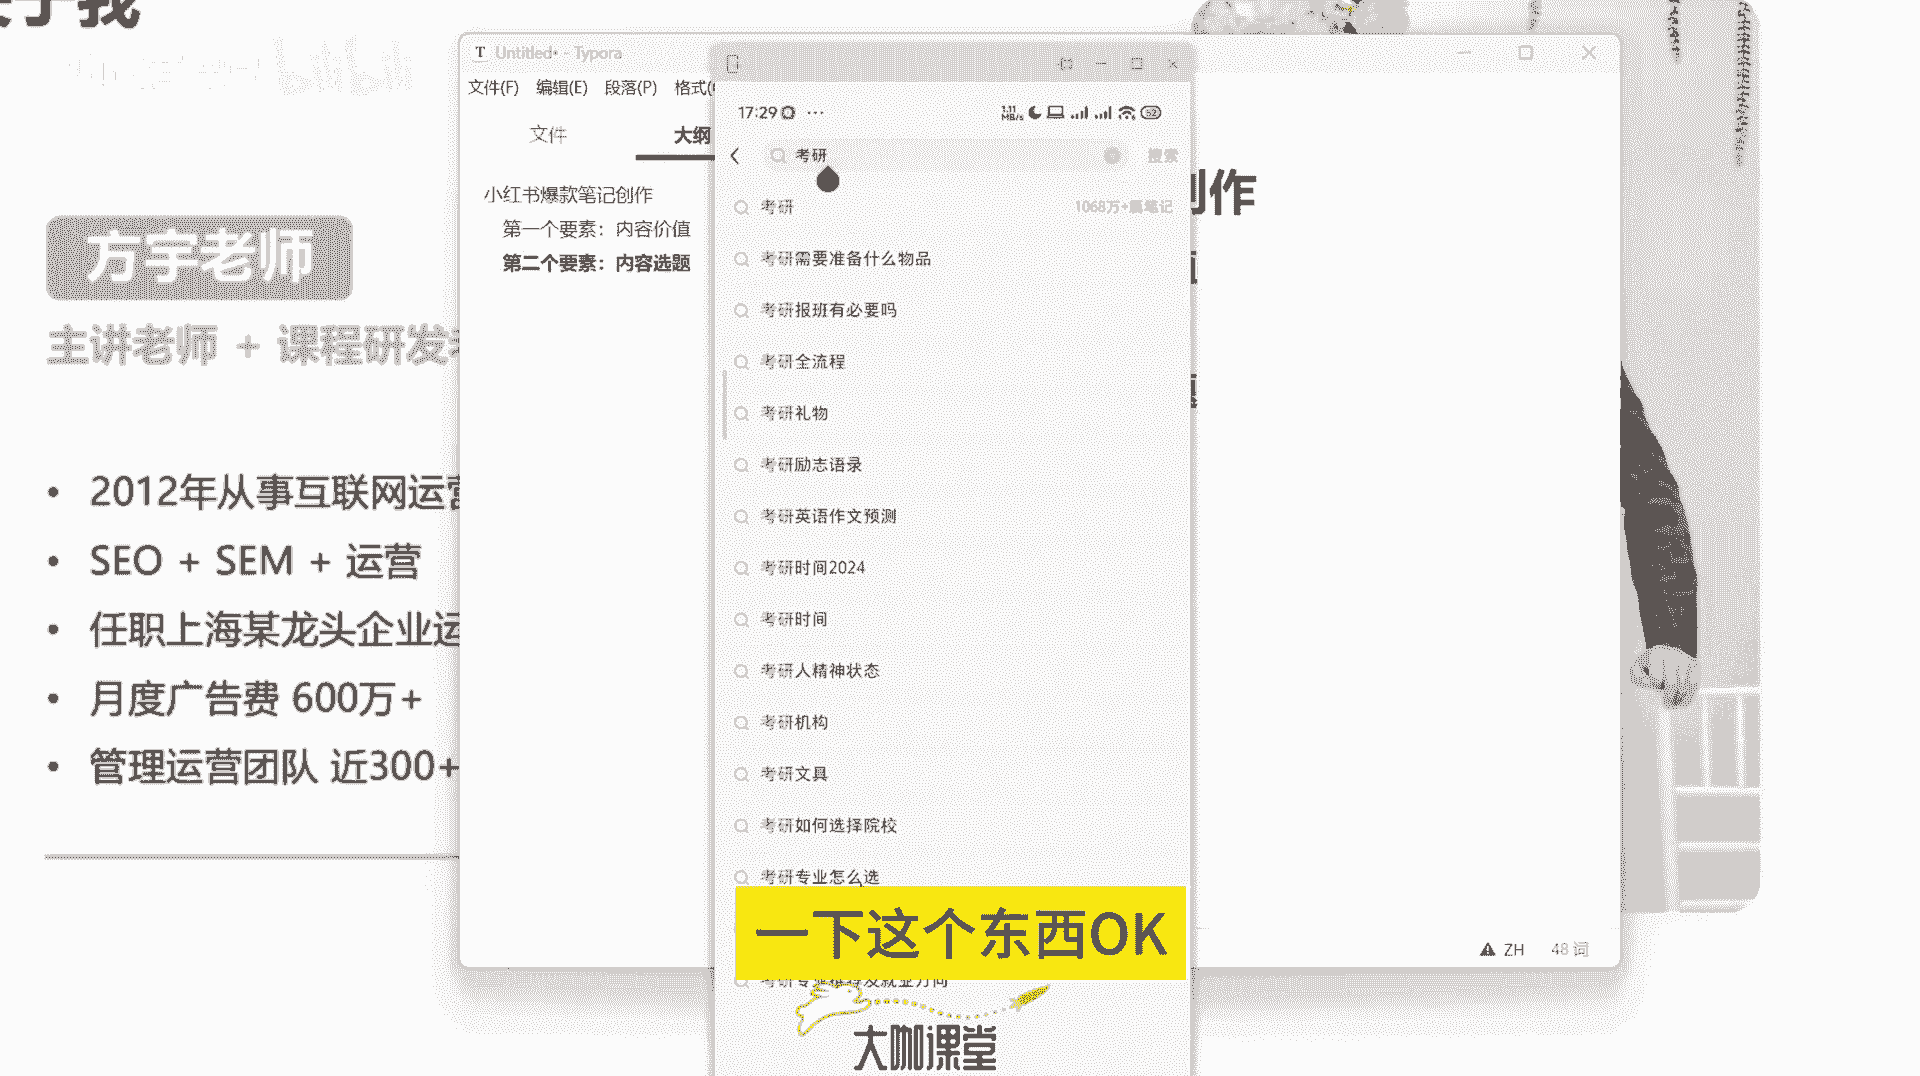 于我
bilibili
方宇老师
主讲老师 + 课程研发
2012年从事互联网运营
SEO + SEM + 运营
任职上海某龙头企业运
月度广告费 600万+
管理运营团队 近300+
T Untitled• - Typora
文件(F) 编辑(E) 段落(P) 格式(
文件 大纲
小红书爆款笔记创作
第一个要素：内容价值
第二个要素：内容选题
创作
17:29 ···
1.11 MB/s 52
考研 搜索
考研 1068万+篇笔记
考研需要准备什么物品
考研报班有必要吗
考研全流程
考研礼物
考研励志语录
考研英语作文预测
考研时间2024
考研时间
考研人精神状态
考研机构
考研文具
考研如何选择院校
考研专业怎么选
一下这个东西OK
大咖课堂
ZH 48 词